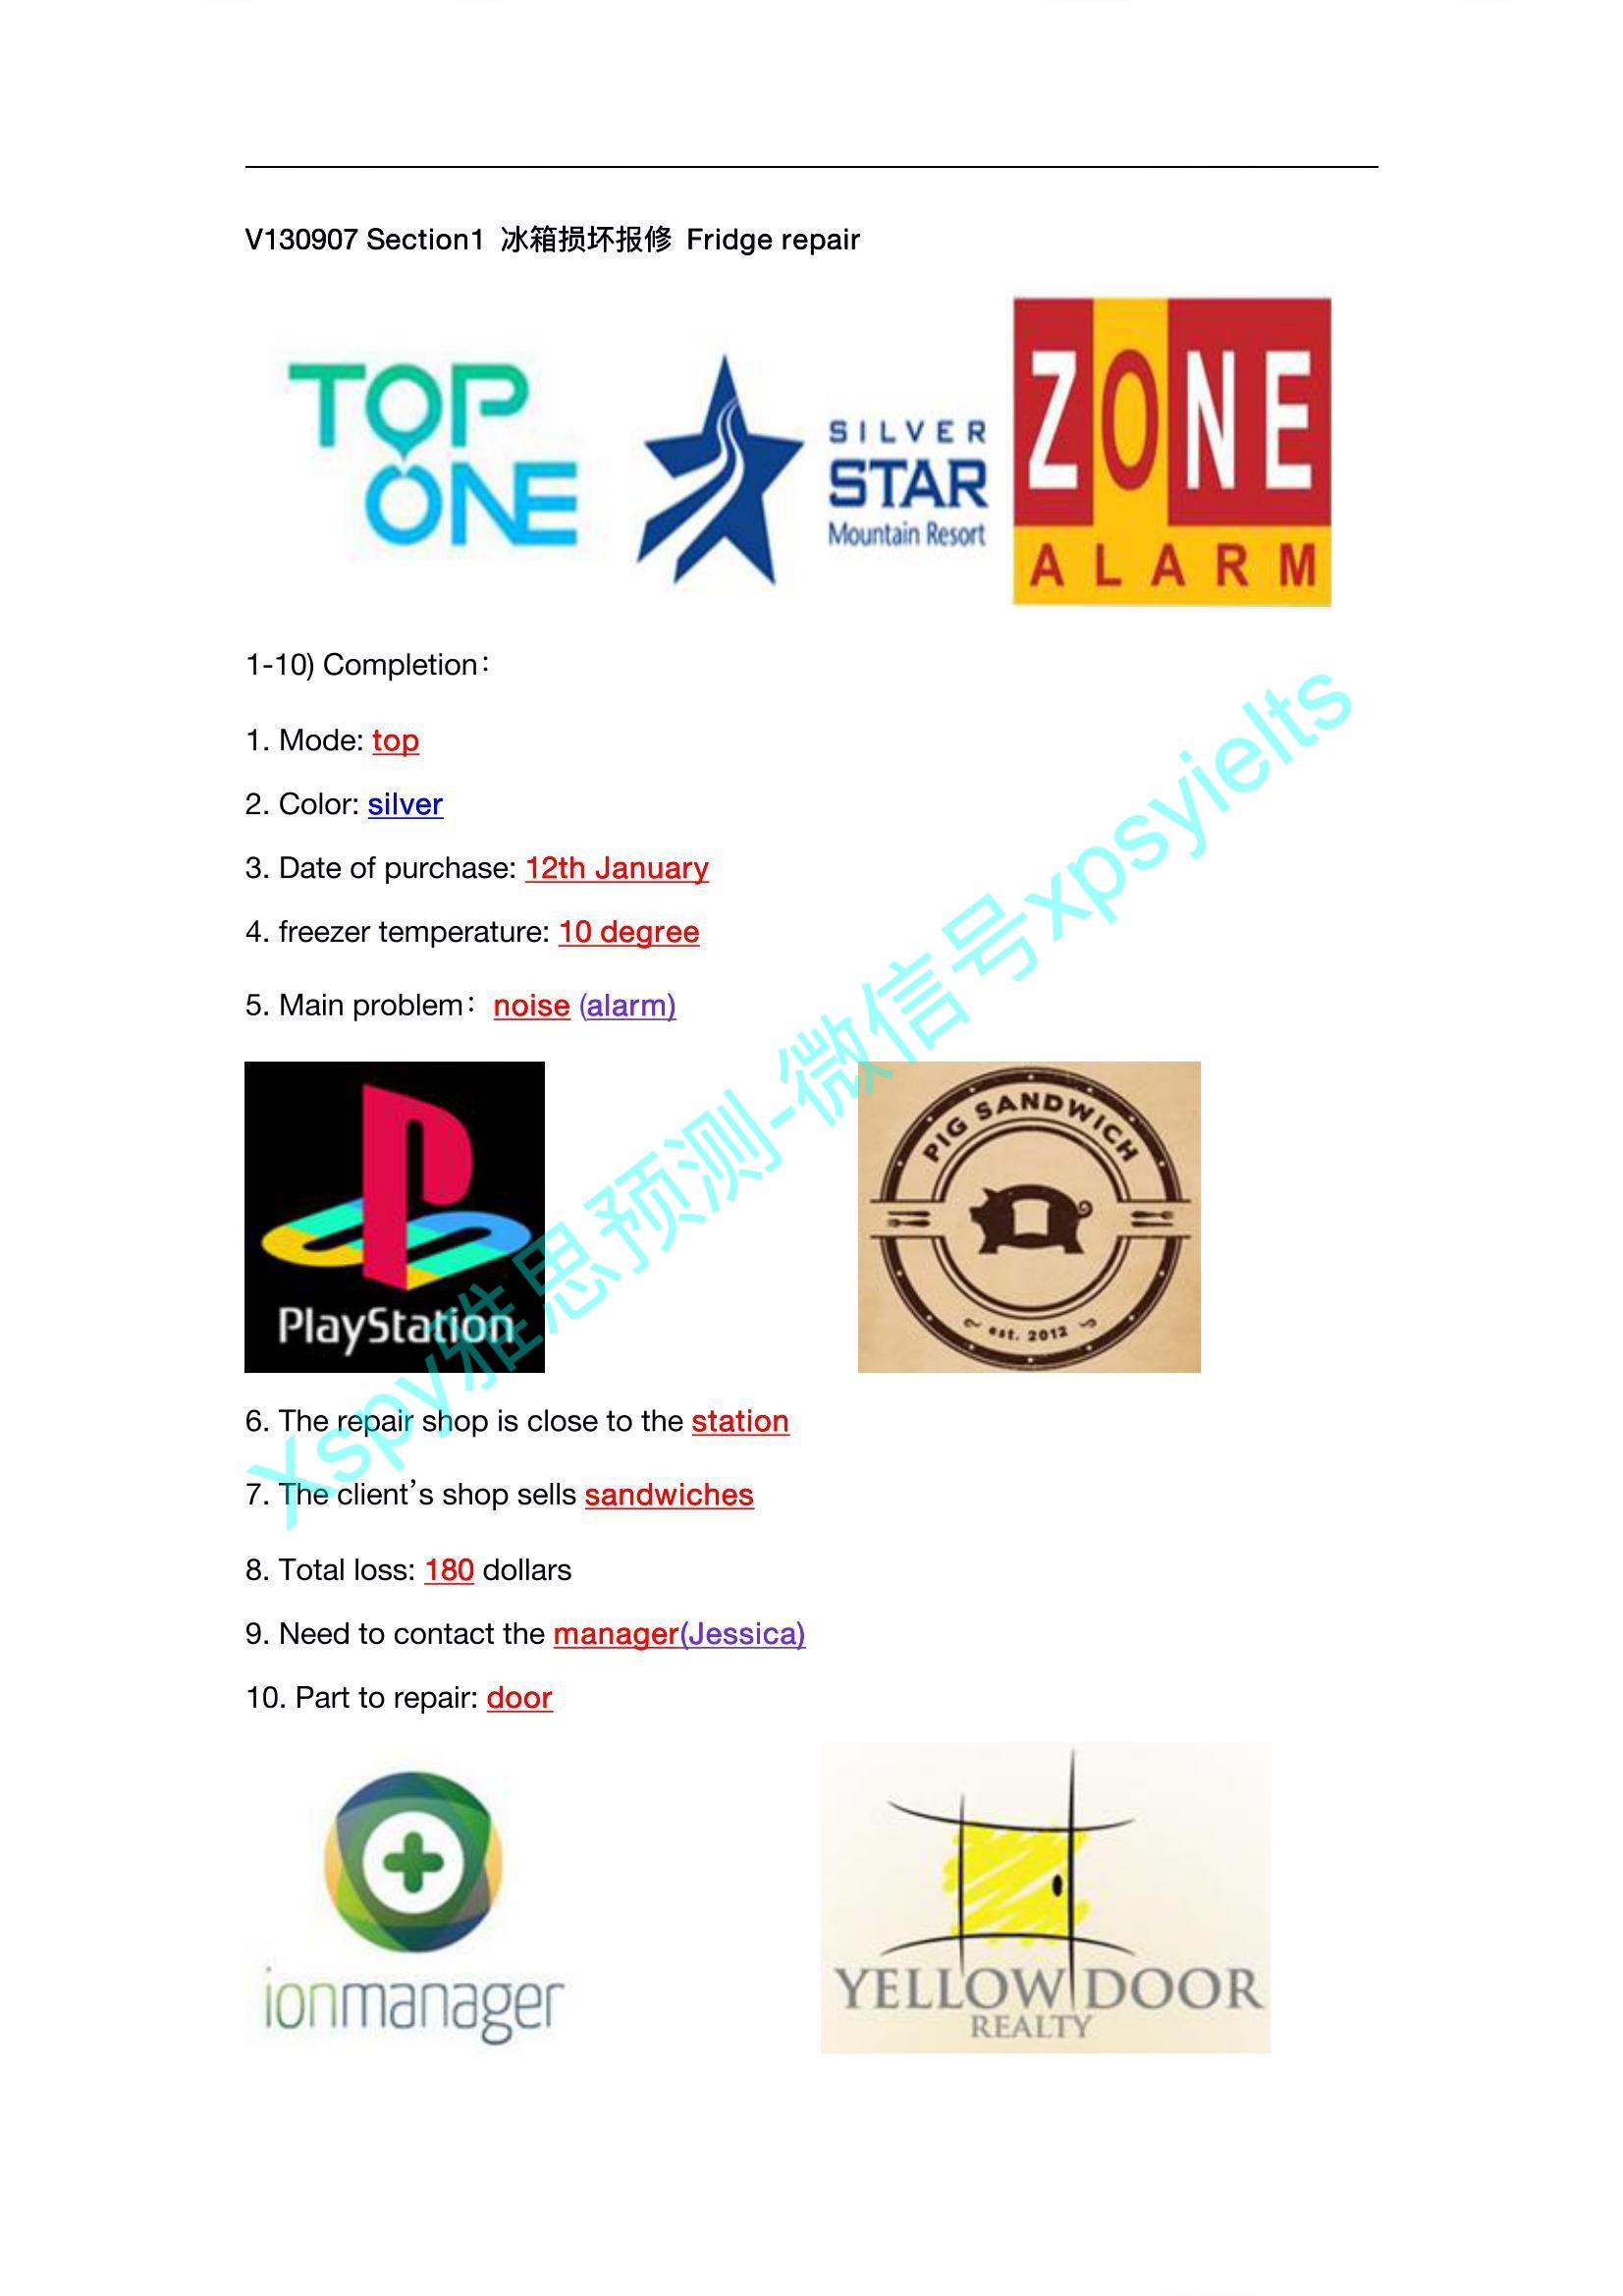 V130907 Section1 冰箱损坏报修 Fridge repair
TOP
ONE
SILVER
STAR
Mountain Resort
ZONE
ALARM
1-10) Completion：
1. Mode: top
2. Color: silver
3. Date of purchase: 12th January
4. freezer temperature: 10 degree
5. Main problem： noise (alarm)
PlayStation
PIG SANDWICH
est. 2012
6. The repair shop is close to the station
7. The client’s shop sells sandwiches
8. Total loss: 180 dollars
9. Need to contact the manager(Jessica)
10. Part to repair: door
ionmanager
YELLOW DOOR
REALTY
Xspy雅思预测-微信号xpsyielts